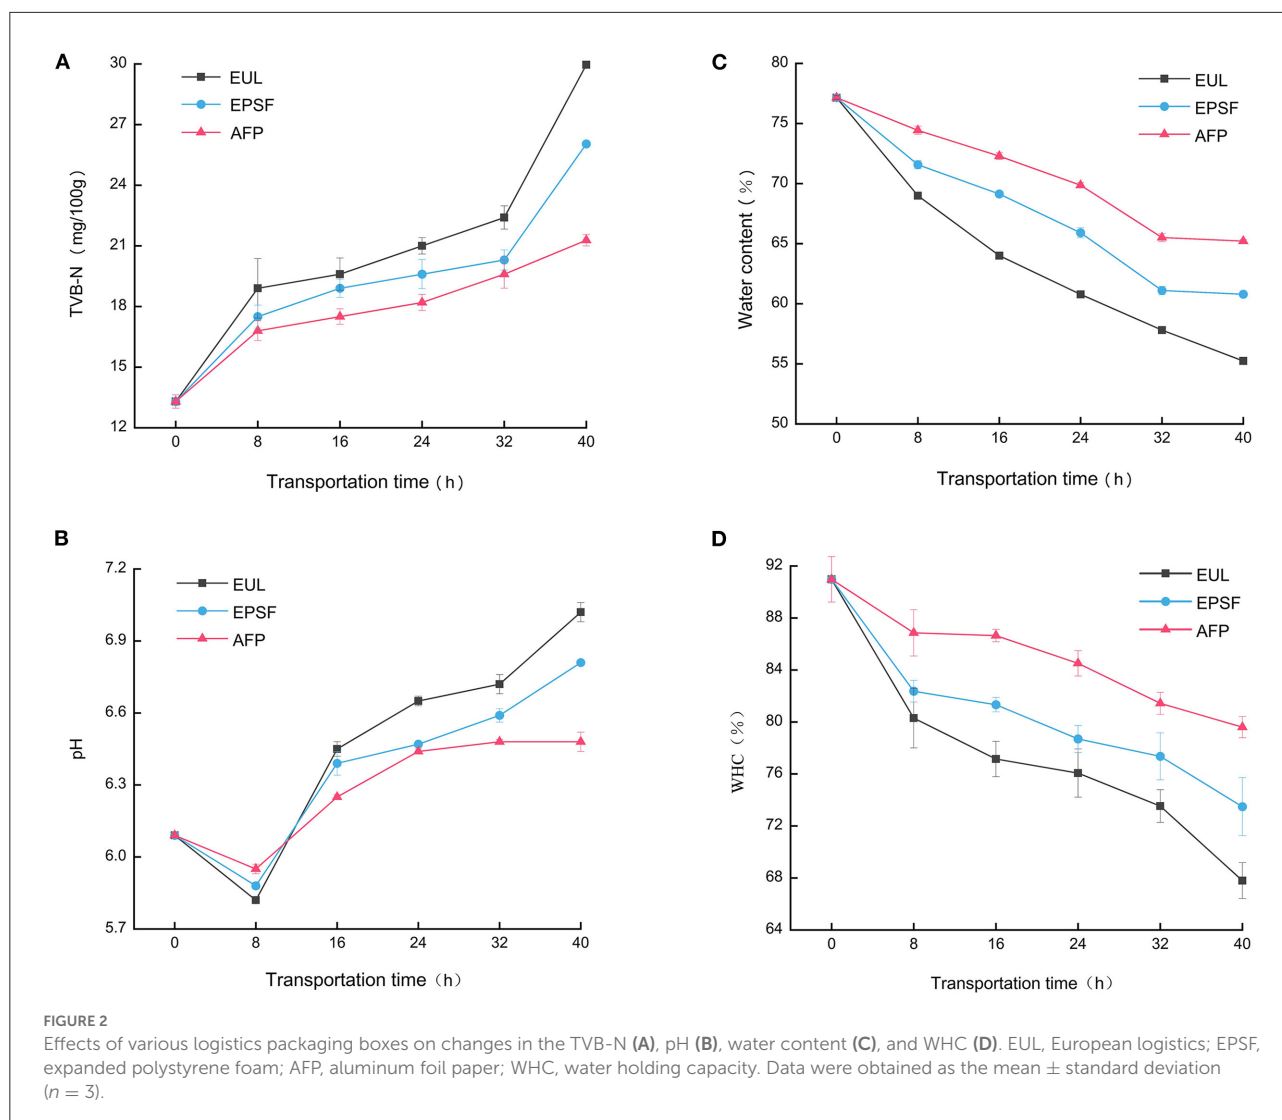 A
30
27
24
21
18
15
12
TVB-N (mg/100g)
EUL
EPSF
AFP
0 8 16 24 32 40
Transportation time (h)
C
80
75
70
65
60
55
50
Water content (%)
EUL
EPSF
AFP
0 8 16 24 32 40
Transportation time (h)
B
7.2
6.9
6.6
6.3
6.0
5.7
pH
EUL
EPSF
AFP
0 8 16 24 32 40
Transportation time (h)
D
92
88
84
80
76
72
68
64
WHC (%)
EUL
EPSF
AFP
0 8 16 24 32 40
Transportation time (h)
FIGURE 2
Effects of various logistics packaging boxes on changes in the TVB-N (A), pH (B), water content (C), and WHC (D). EUL, European logistics; EPSF,
expanded polystyrene foam; AFP, aluminum foil paper; WHC, water holding capacity. Data were obtained as the mean ± standard deviation
(n = 3).